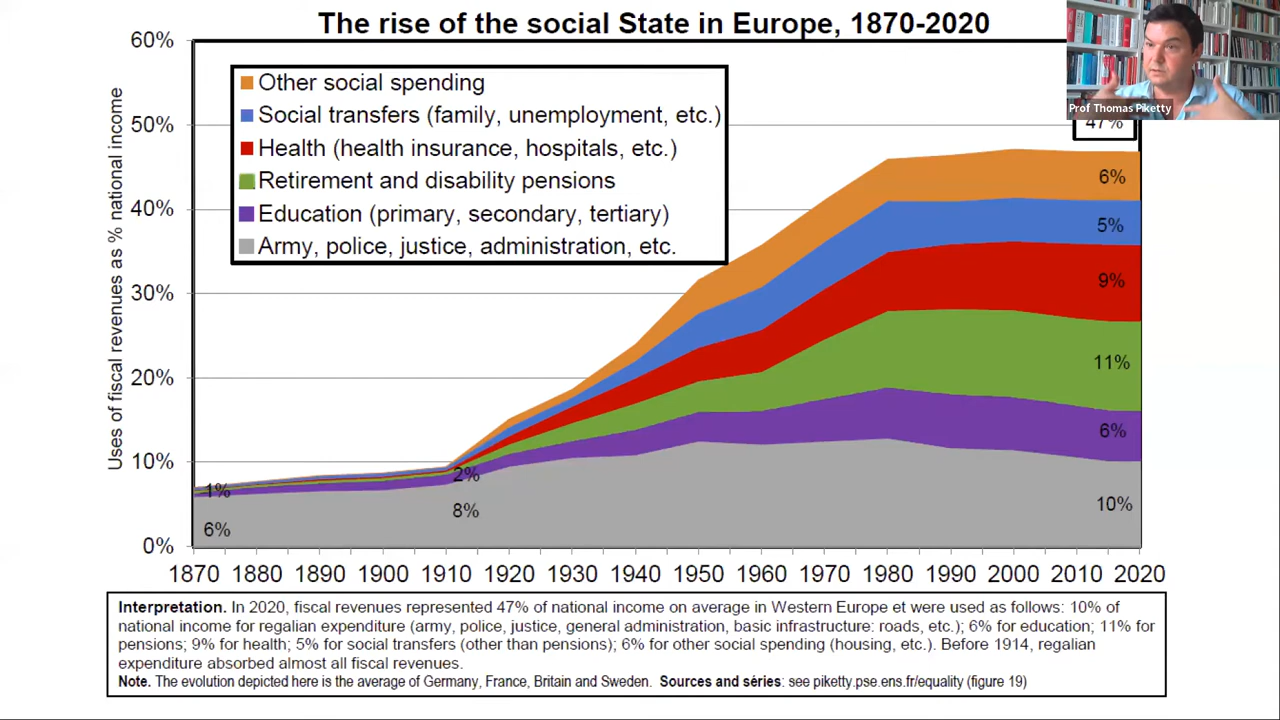 The rise of the social State in Europe, 1870-2020
Prof Thomas Piketty
47%
Uses of fiscal revenues as % national income
60%
50%
40%
30%
20%
10%
0%
Other social spending
Social transfers (family, unemployment, etc.)
Health (health insurance, hospitals, etc.)
Retirement and disability pensions
Education (primary, secondary, tertiary)
Army, police, justice, administration, etc.
6%
5%
9%
11%
6%
10%
1%
6%
2%
8%
1870 1880 1890 1900 1910 1920 1930 1940 1950 1960 1970 1980 1990 2000 2010 2020
Interpretation. In 2020, fiscal revenues represented 47% of national income on average in Western Europe et were used as follows: 10% of
national income for regalian expenditure (army, police, justice, general administration, basic infrastructure: roads, etc.); 6% for education; 11% for
pensions; 9% for health; 5% for social transfers (other than pensions); 6% for other social spending (housing, etc.). Before 1914, regalian
expenditure absorbed almost all fiscal revenues.
Note. The evolution depicted here is the average of Germany, France, Britain and Sweden. Sources and séries: see piketty.pse.ens.fr/equality (figure 19)